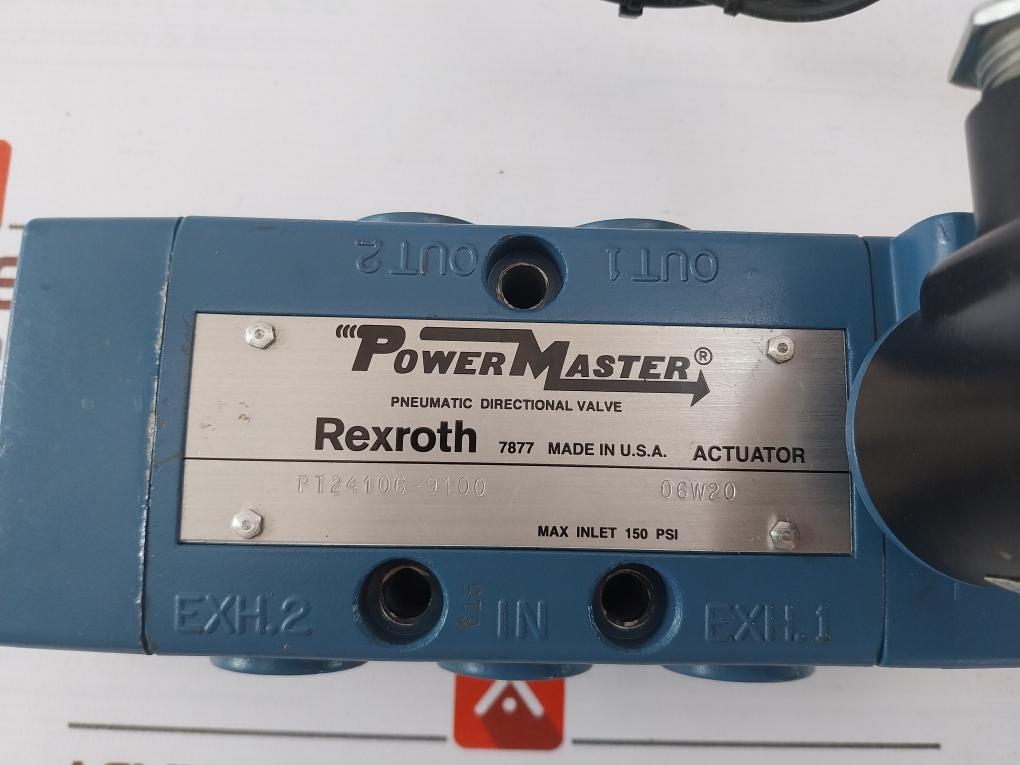 OUT 2 OUT 1
POWERMASTER®
PNEUMATIC DIRECTIONAL VALVE
Rexroth 7877 MADE IN U.S.A. ACTUATOR
PT24106-9100 06W20
MAX INLET 150 PSI
EXH.2 IN EXH.1